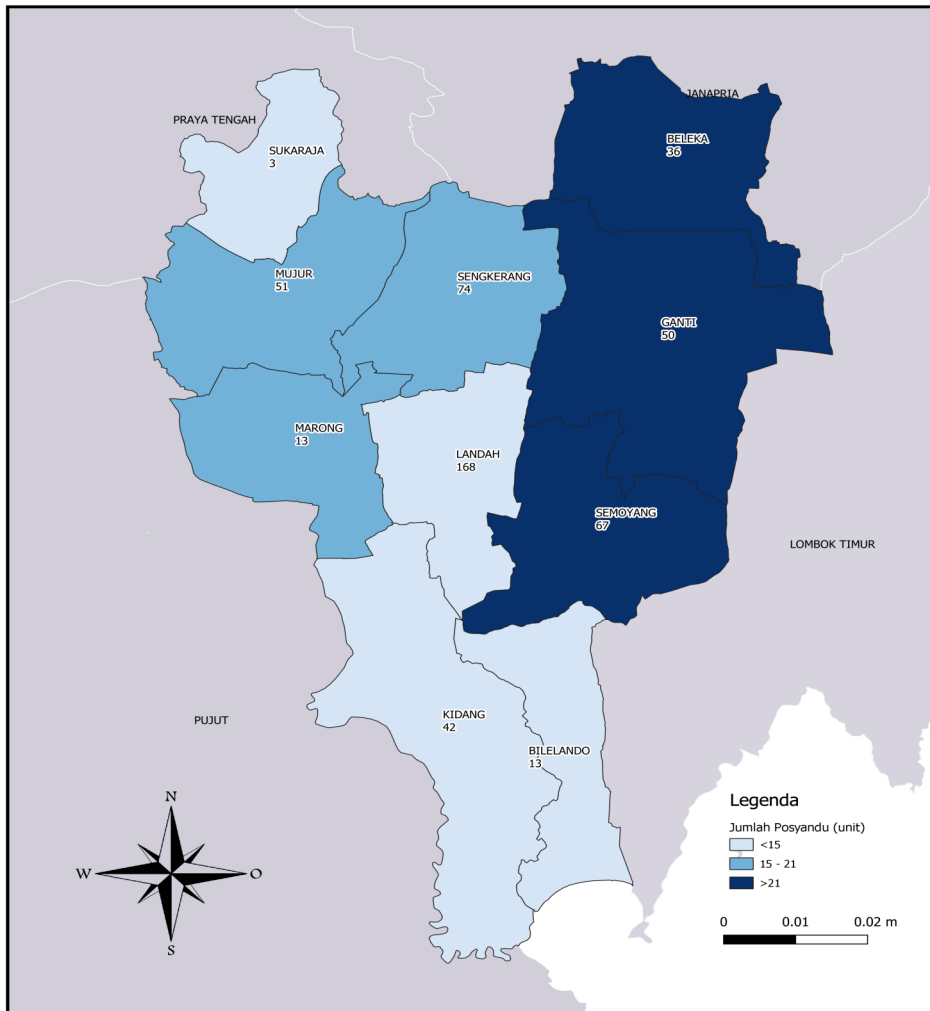 JANAPRIA
PRAYA TENGAH
BELEKA
36
SUKARAJA
3
MUJUR
51
SENGKERANG
74
GANTI
50
MARONG
13
LANDAH
168
SEMOYANG
67
LOMBOK TIMUR
PUJUT
KIDANG
42
BILELANDO
13
N
W
O
S
Legenda
Jumlah Posyandu (unit)
<15
15 - 21
>21
0 0.01 0.02 m